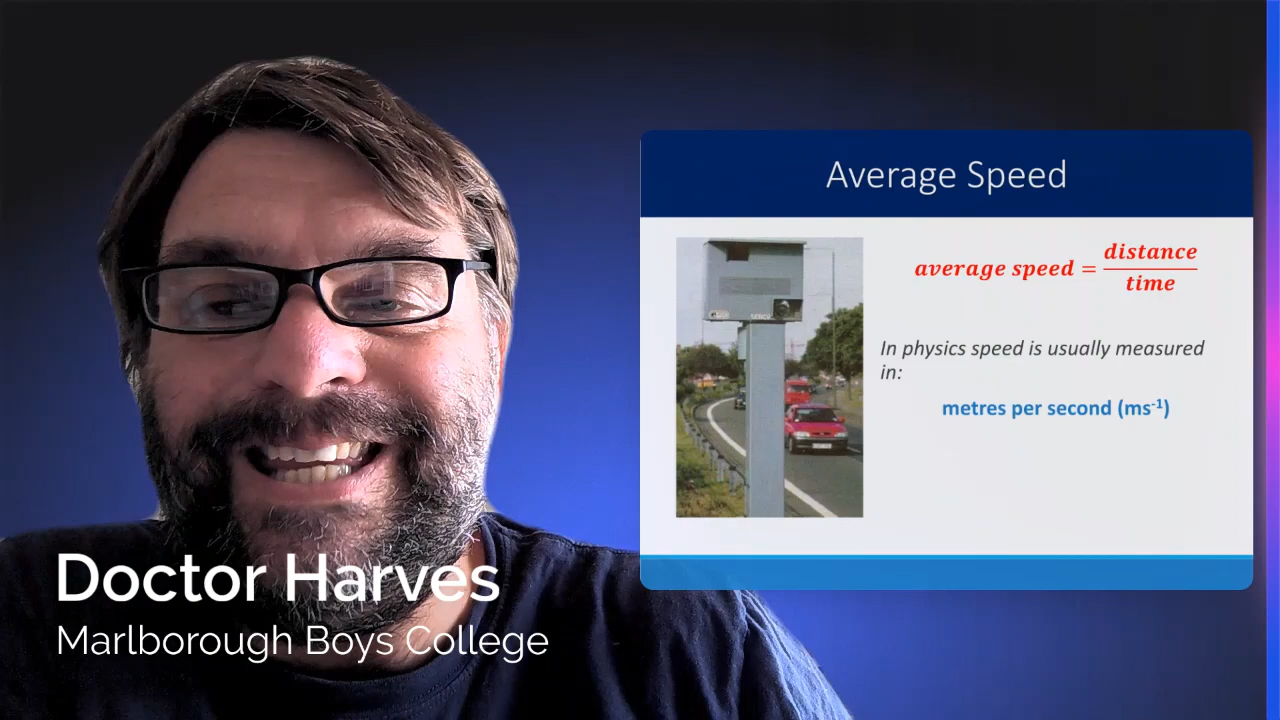 Average Speed
average speed = distance / time
In physics speed is usually measured
in:
metres per second (ms⁻¹)
Doctor Harves
Marlborough Boys College